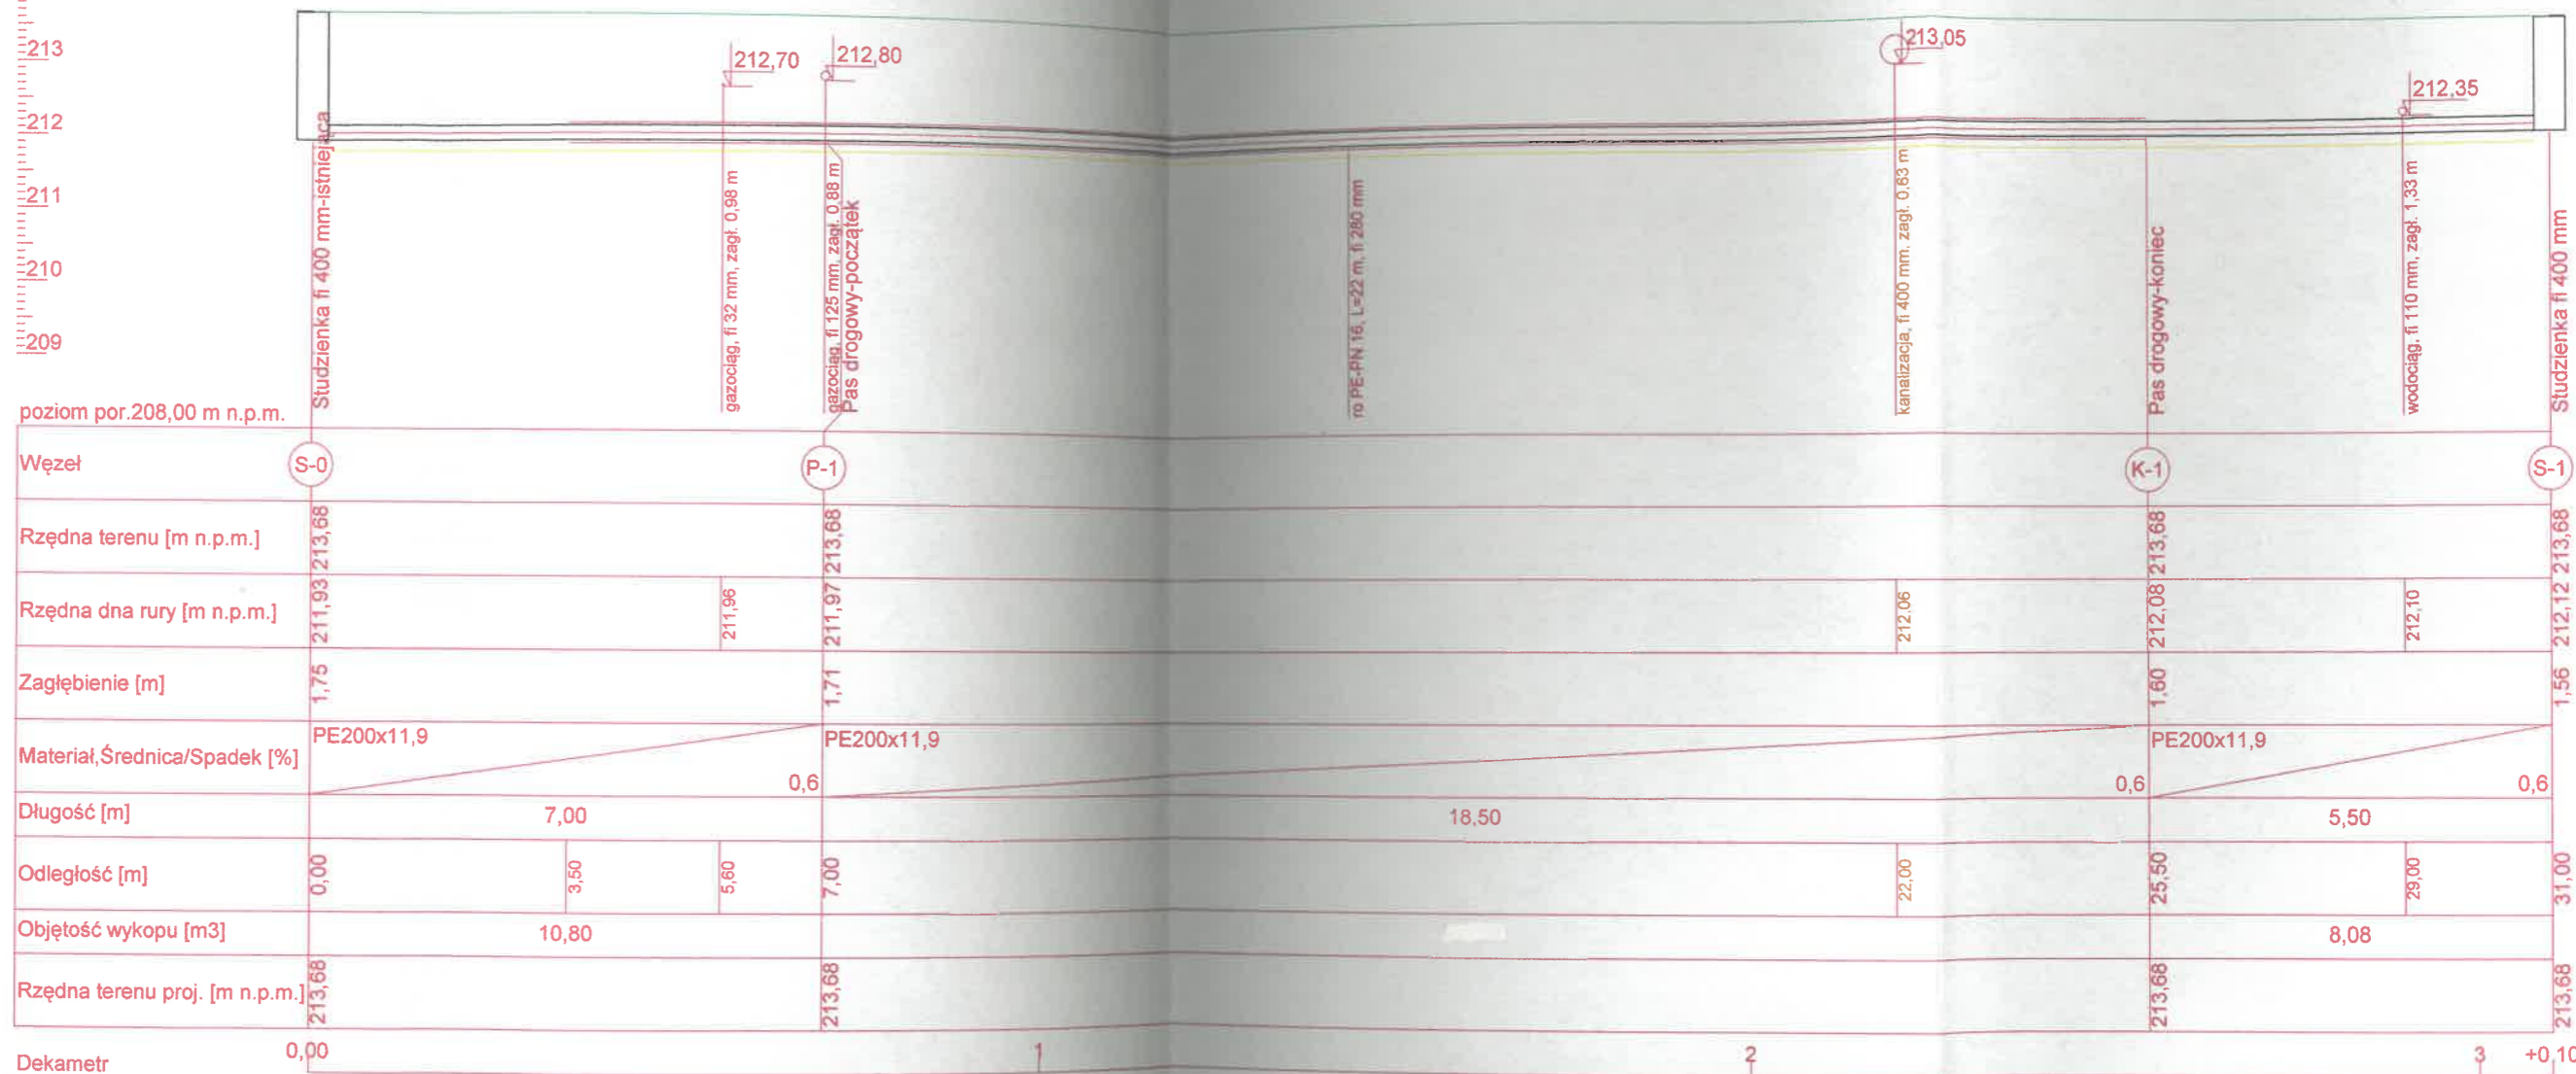 213
212
211
210
209
212,70
212,80
213,05
212,35
Studzienka fi 400 mm-istniejąca
gazociąg, fi 32 mm, zagł. 0,98 m
gazociąg, fi 125 mm, zagł. 0,88 m
Pas drogowy-początek
ro PE-PN 16, L=22 m, fi 280 mm
kanalizacja, fi 400 mm, zagł. 0,63 m
Pas drogowy-koniec
wodociąg, fi 110 mm, zagł. 1,33 m
Studzienka fi 400 mm
poziom por.208,00 m n.p.m.
Węzeł S-0 P-1 K-1 S-1
Rzędna terenu [m n.p.m.] 213,68 213,68 213,68 213,68
Rzędna dna rury [m n.p.m.] 211,93 211,96 211,97 212,06 212,08 212,10 212,12
Zagłębienie [m] 1,75 1,71 1,60 1,56
Materiał,Średnica/Spadek [%] PE200x11,9 0,6 PE200x11,9 0,6 PE200x11,9 0,6
Długość [m] 7,00 18,50 5,50
Odległość [m] 0,00 3,50 5,60 7,00 22,00 25,50 29,00 31,00
Objętość wykopu [m3] 10,80 8,08
Rzędna terenu proj. [m n.p.m.] 213,68 213,68 213,68 213,68
Dekametr 0,00 1 2 3 +0,10